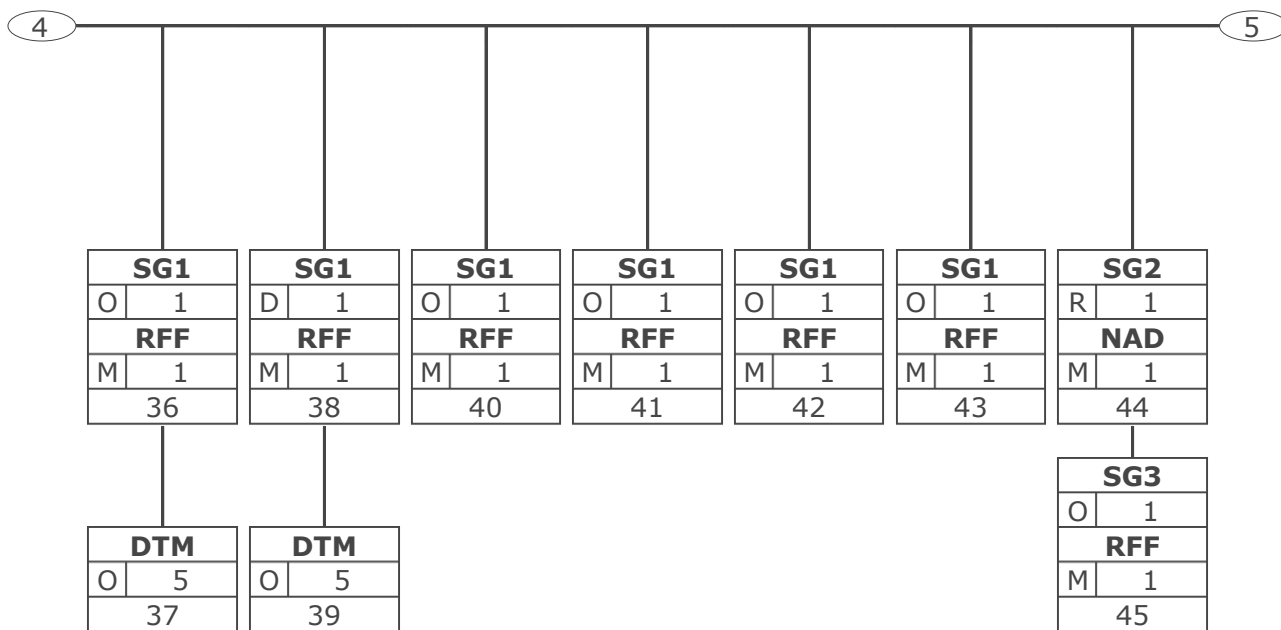 4 5
SG1 SG1 SG1 SG1 SG1 SG1 SG2
O 1 D 1 O 1 O 1 O 1 O 1 R 1
RFF RFF RFF RFF RFF RFF NAD
M 1 M 1 M 1 M 1 M 1 M 1 M 1
36 38 40 41 42 43 44
SG3
O 1
DTM DTM RFF
O 5 O 5 M 1
37 39 45